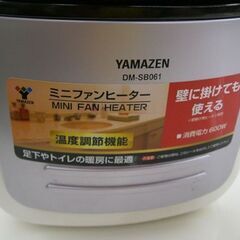 YAMAZEN
DM-SB061
YAMAZEN
ミニファンヒーター
MINI FAN HEATER
温度調節機能
足下やトイレの暖房に最適
壁に掛けても
使える
■消費電力600W